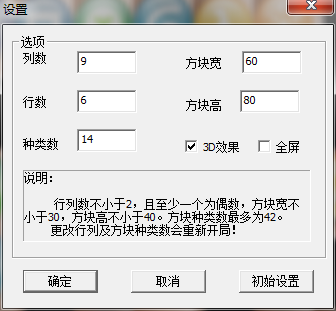 设置
选项
列数 9 方块宽 60
行数 6 方块高 80
种类数 14 3D效果 全屏
说明：
行列数不小于2，且至少一个为偶数，方块宽不
小于30，方块高不小于40。方块种类数最多为42。
更改行列及方块种类数会重新开局！
确定 取消 初始设置